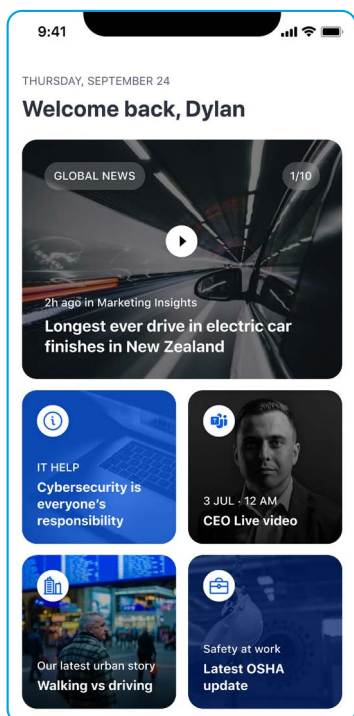 9:41
THURSDAY, SEPTEMBER 24
Welcome back, Dylan
GLOBAL NEWS
1/10
2h ago in Marketing Insights
Longest ever drive in electric car
finishes in New Zealand
IT HELP
Cybersecurity is
everyone's
responsibility
3 JUL · 12 AM
CEO Live video
Our latest urban story
Walking vs driving
Safety at work
Latest OSHA
update